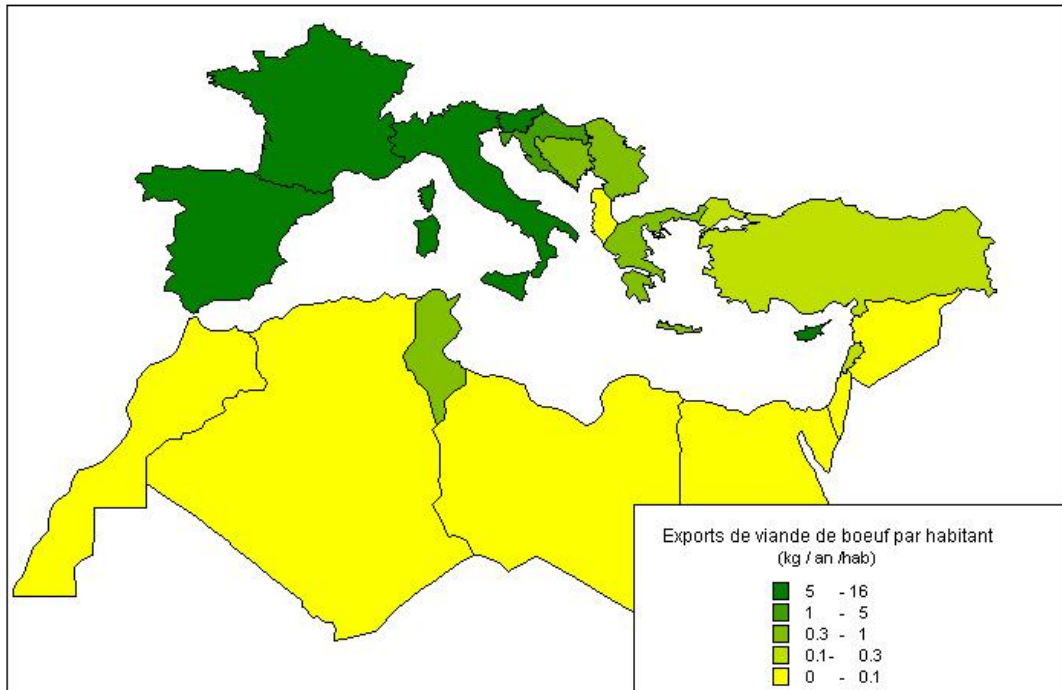 Exports de viande de boeuf par habitant
(kg / an /hab)
5 - 16
1 - 5
0.3 - 1
0.1- 0.3
0 - 0.1